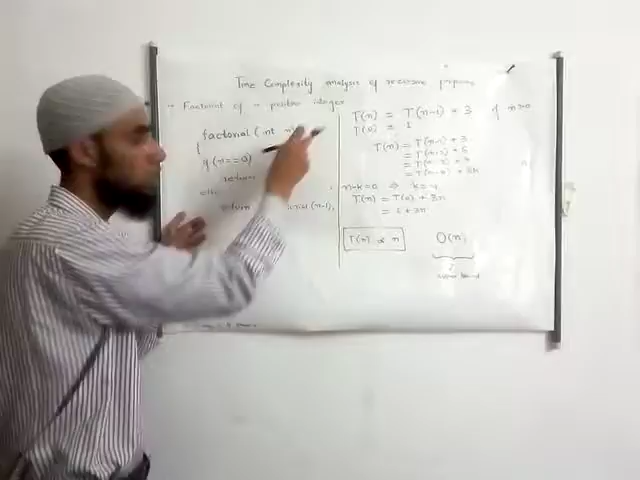 Time Complexity analysis of recursive programs
Factorial of a positive integer
factorial (int n)
{
if (n==0)
return
else
return
(n-1);
T(n) = T(n-1) + 3 if n>0
T(0) = 1
T(n) = T(n-1) + 3
= T(n-2) + 6
= T(n-3) + 9
= T(n-k) + 3k
n-k=0 ⇒ k=n
T(n) = T(0) + 3n
= 1 + 3n
T(n) ∝ n
O(n)
upper bound